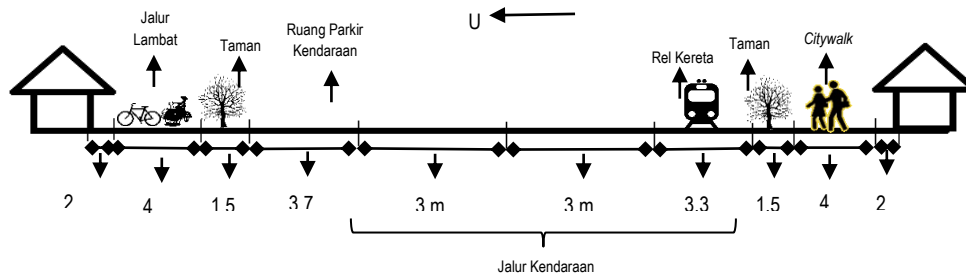 U
Jalur
Lambat
Taman
Ruang Parkir
Kendaraan
Rel Kereta
Taman
Citywalk
2
4
1.5
3.7
3 m
3 m
3.3
1.5
4
2
Jalur Kendaraan